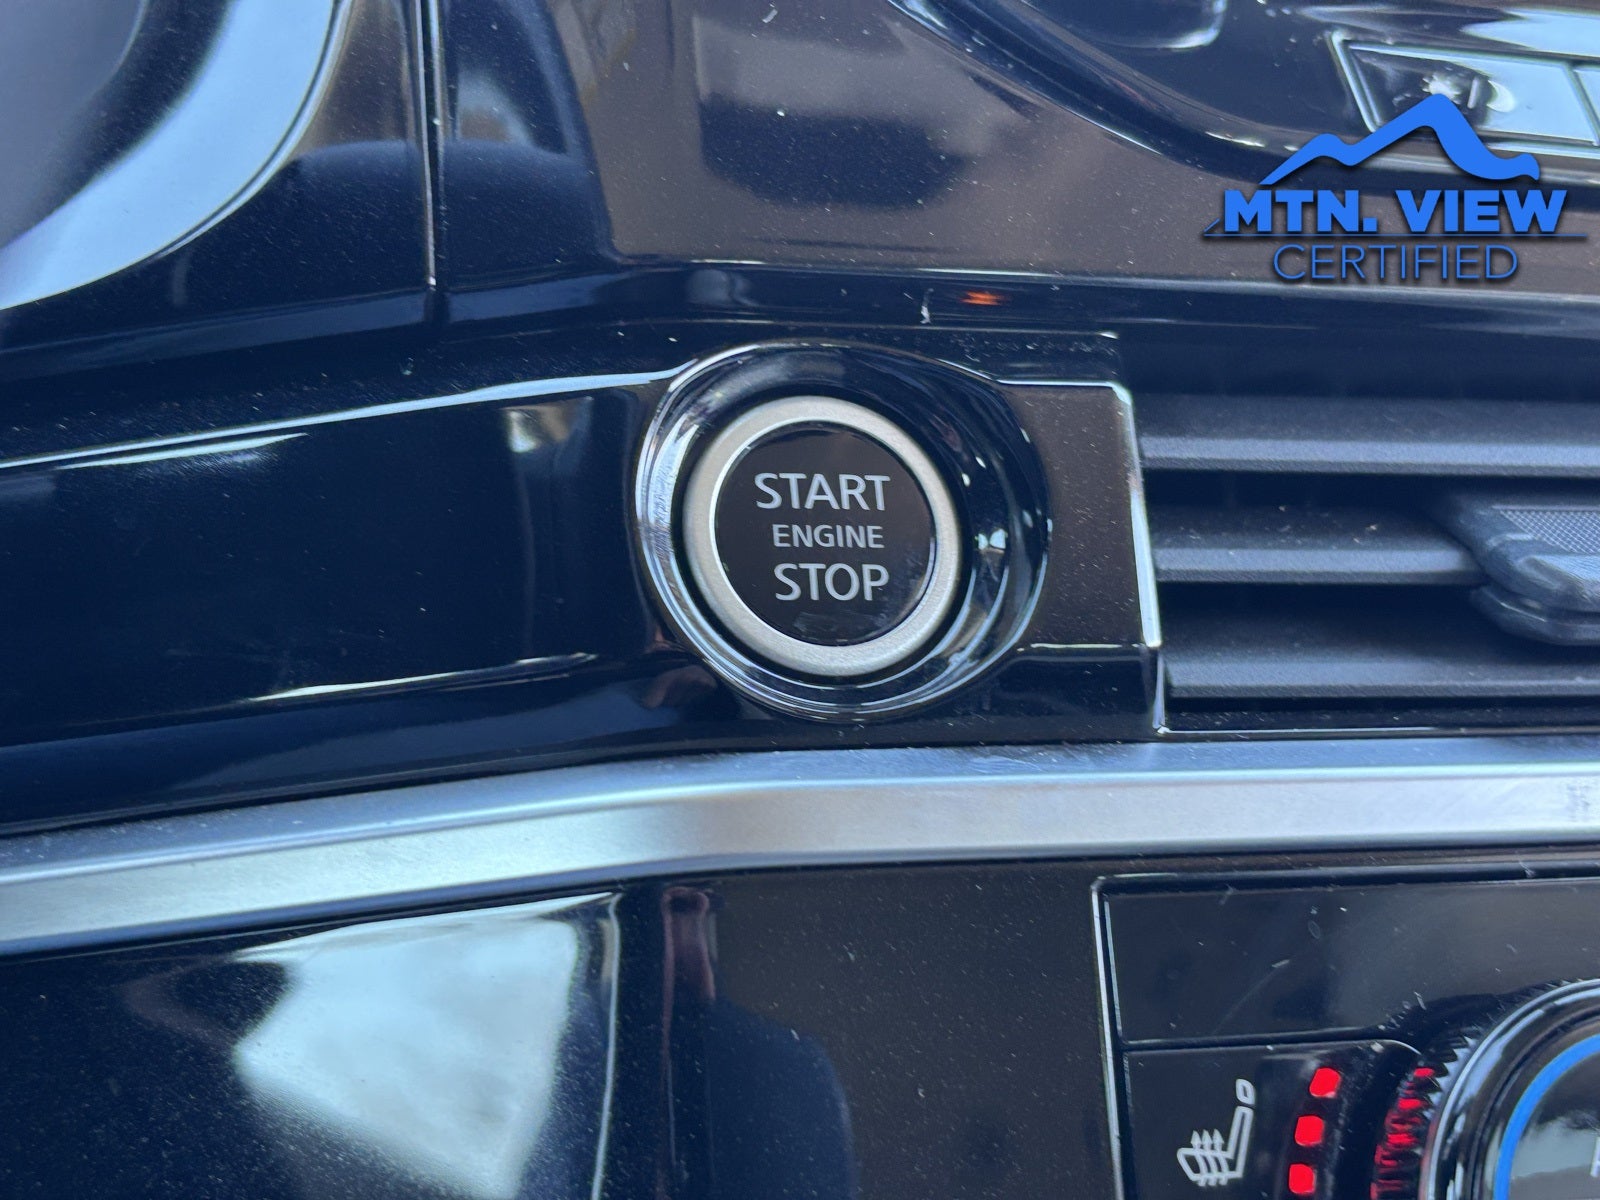 MTN. VIEW
CERTIFIED
START
ENGINE
STOP